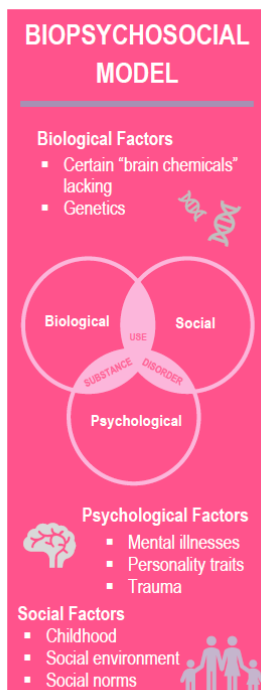 BIOPSYCHOSOCIAL
MODEL
Biological Factors
▪ Certain “brain chemicals”
lacking
▪ Genetics
Biological
Social
USE
SUBSTANCE
DISORDER
Psychological
Psychological Factors
▪ Mental illnesses
▪ Personality traits
▪ Trauma
Social Factors
▪ Childhood
▪ Social environment
▪ Social norms